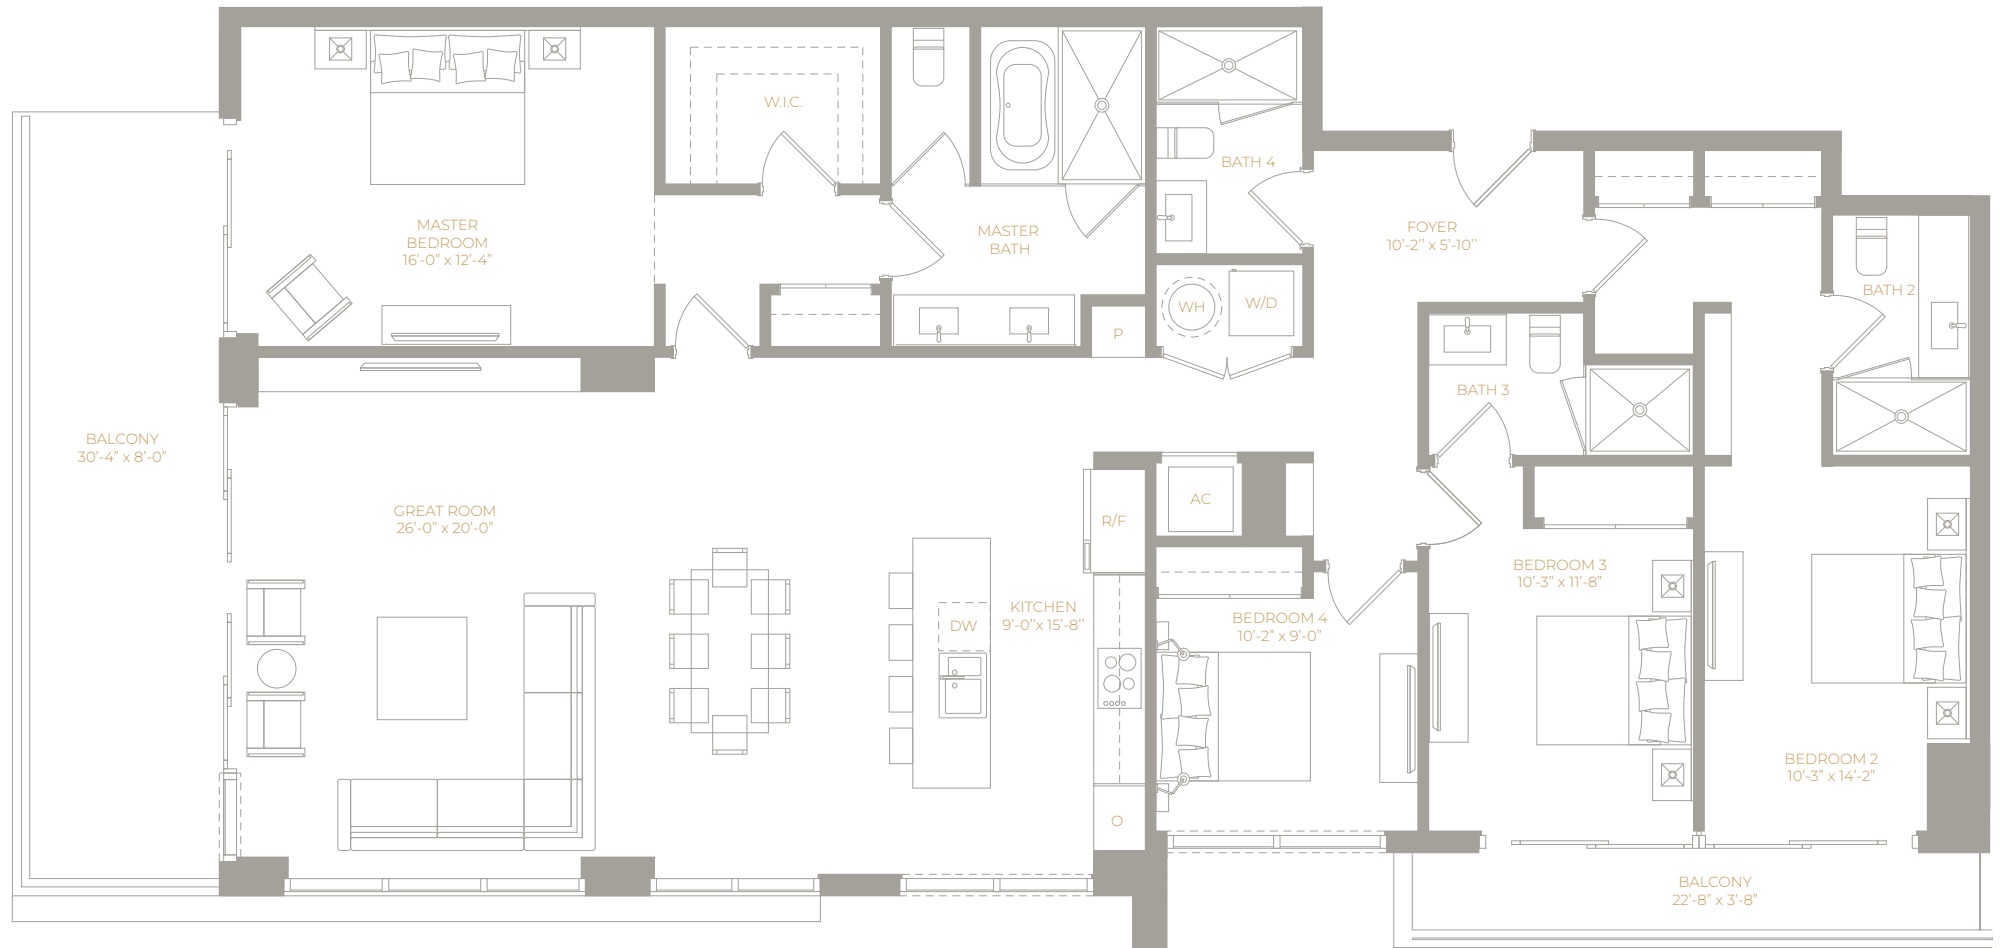 W.I.C.
BATH 4
MASTER
BEDROOM
16'-0" x 12'-4"
MASTER
BATH
FOYER
10'-2'' x 5'-10''
BATH 2
WH
W/D
P
BATH 3
BALCONY
30'-4" x 8'-0"
GREAT ROOM
26'-0" x 20'-0"
R/F
AC
BEDROOM 3
10'-3" x 11'-8"
KITCHEN
9'-0''x 15'-8''
DW
BEDROOM 4
10'-2" x 9'-0"
BEDROOM 2
10'-3" x 14'-2"
O
BALCONY
22'-8" x 3'-8"